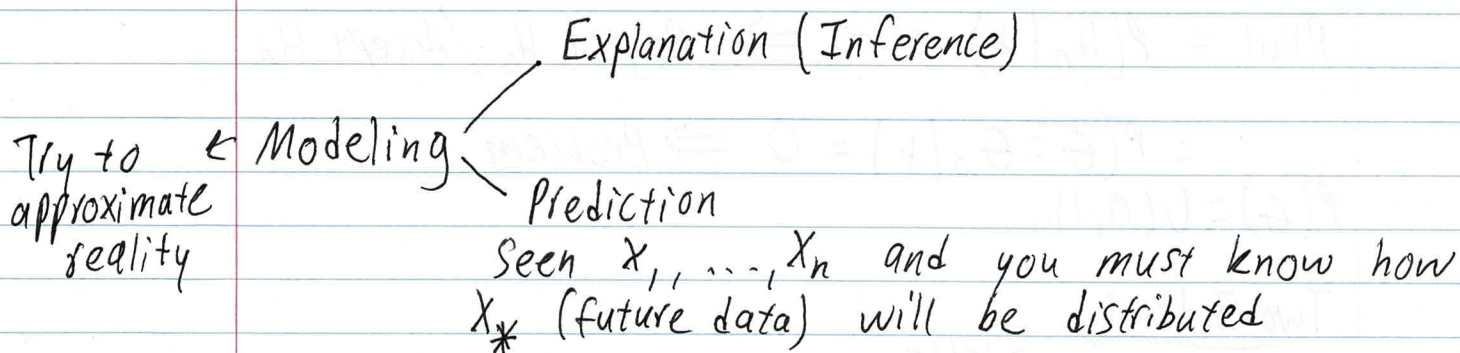 Explanation (Inference)
Try to ← Modeling
approximate
reality
Prediction
Seen X₁, ..., Xₙ and you must know how
X* (future data) will be distributed